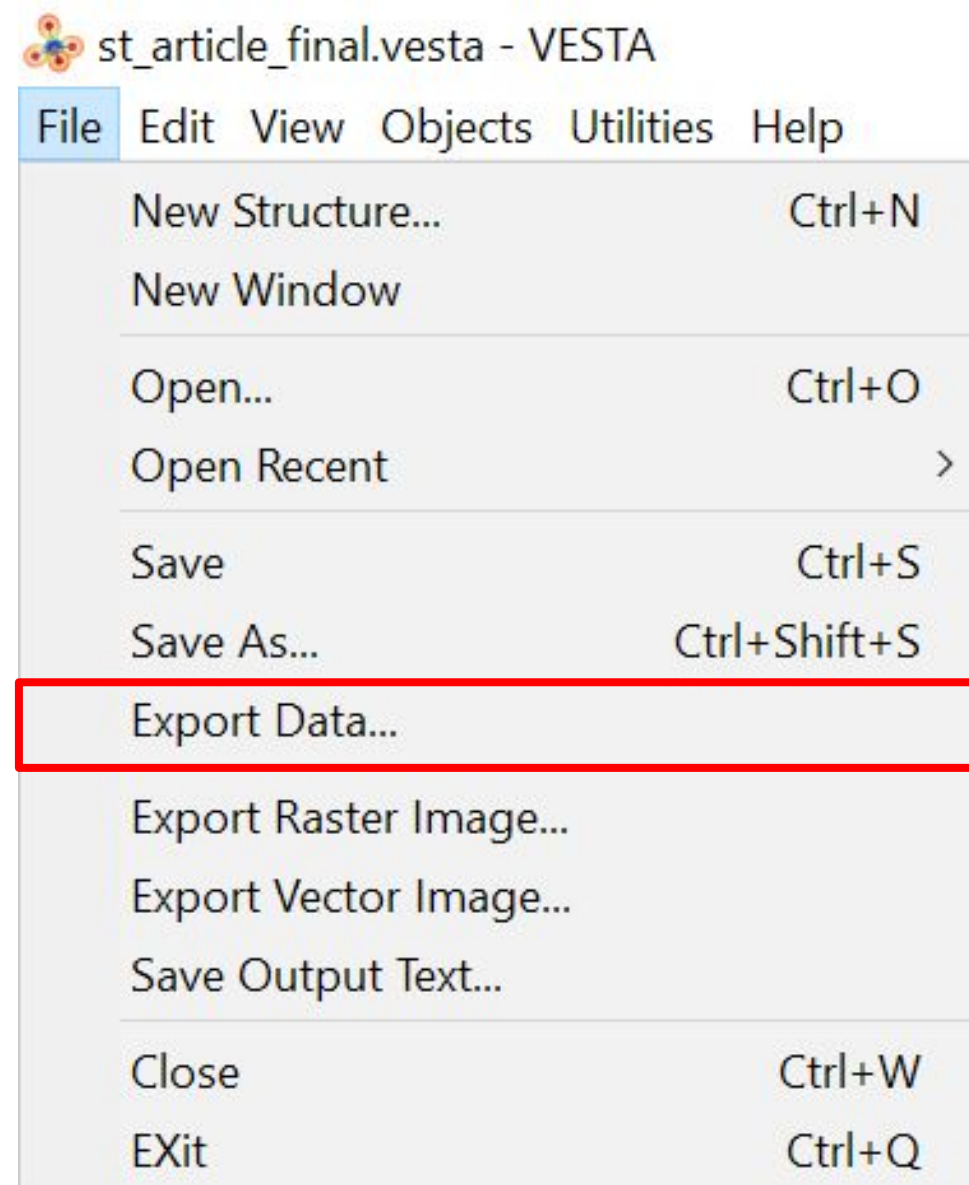 st_article_final.vesta - VESTA
File Edit View Objects Utilities Help
New Structure... Ctrl+N
New Window
Open... Ctrl+O
Open Recent >
Save Ctrl+S
Save As... Ctrl+Shift+S
Export Data...
Export Raster Image...
Export Vector Image...
Save Output Text...
Close Ctrl+W
EXit Ctrl+Q